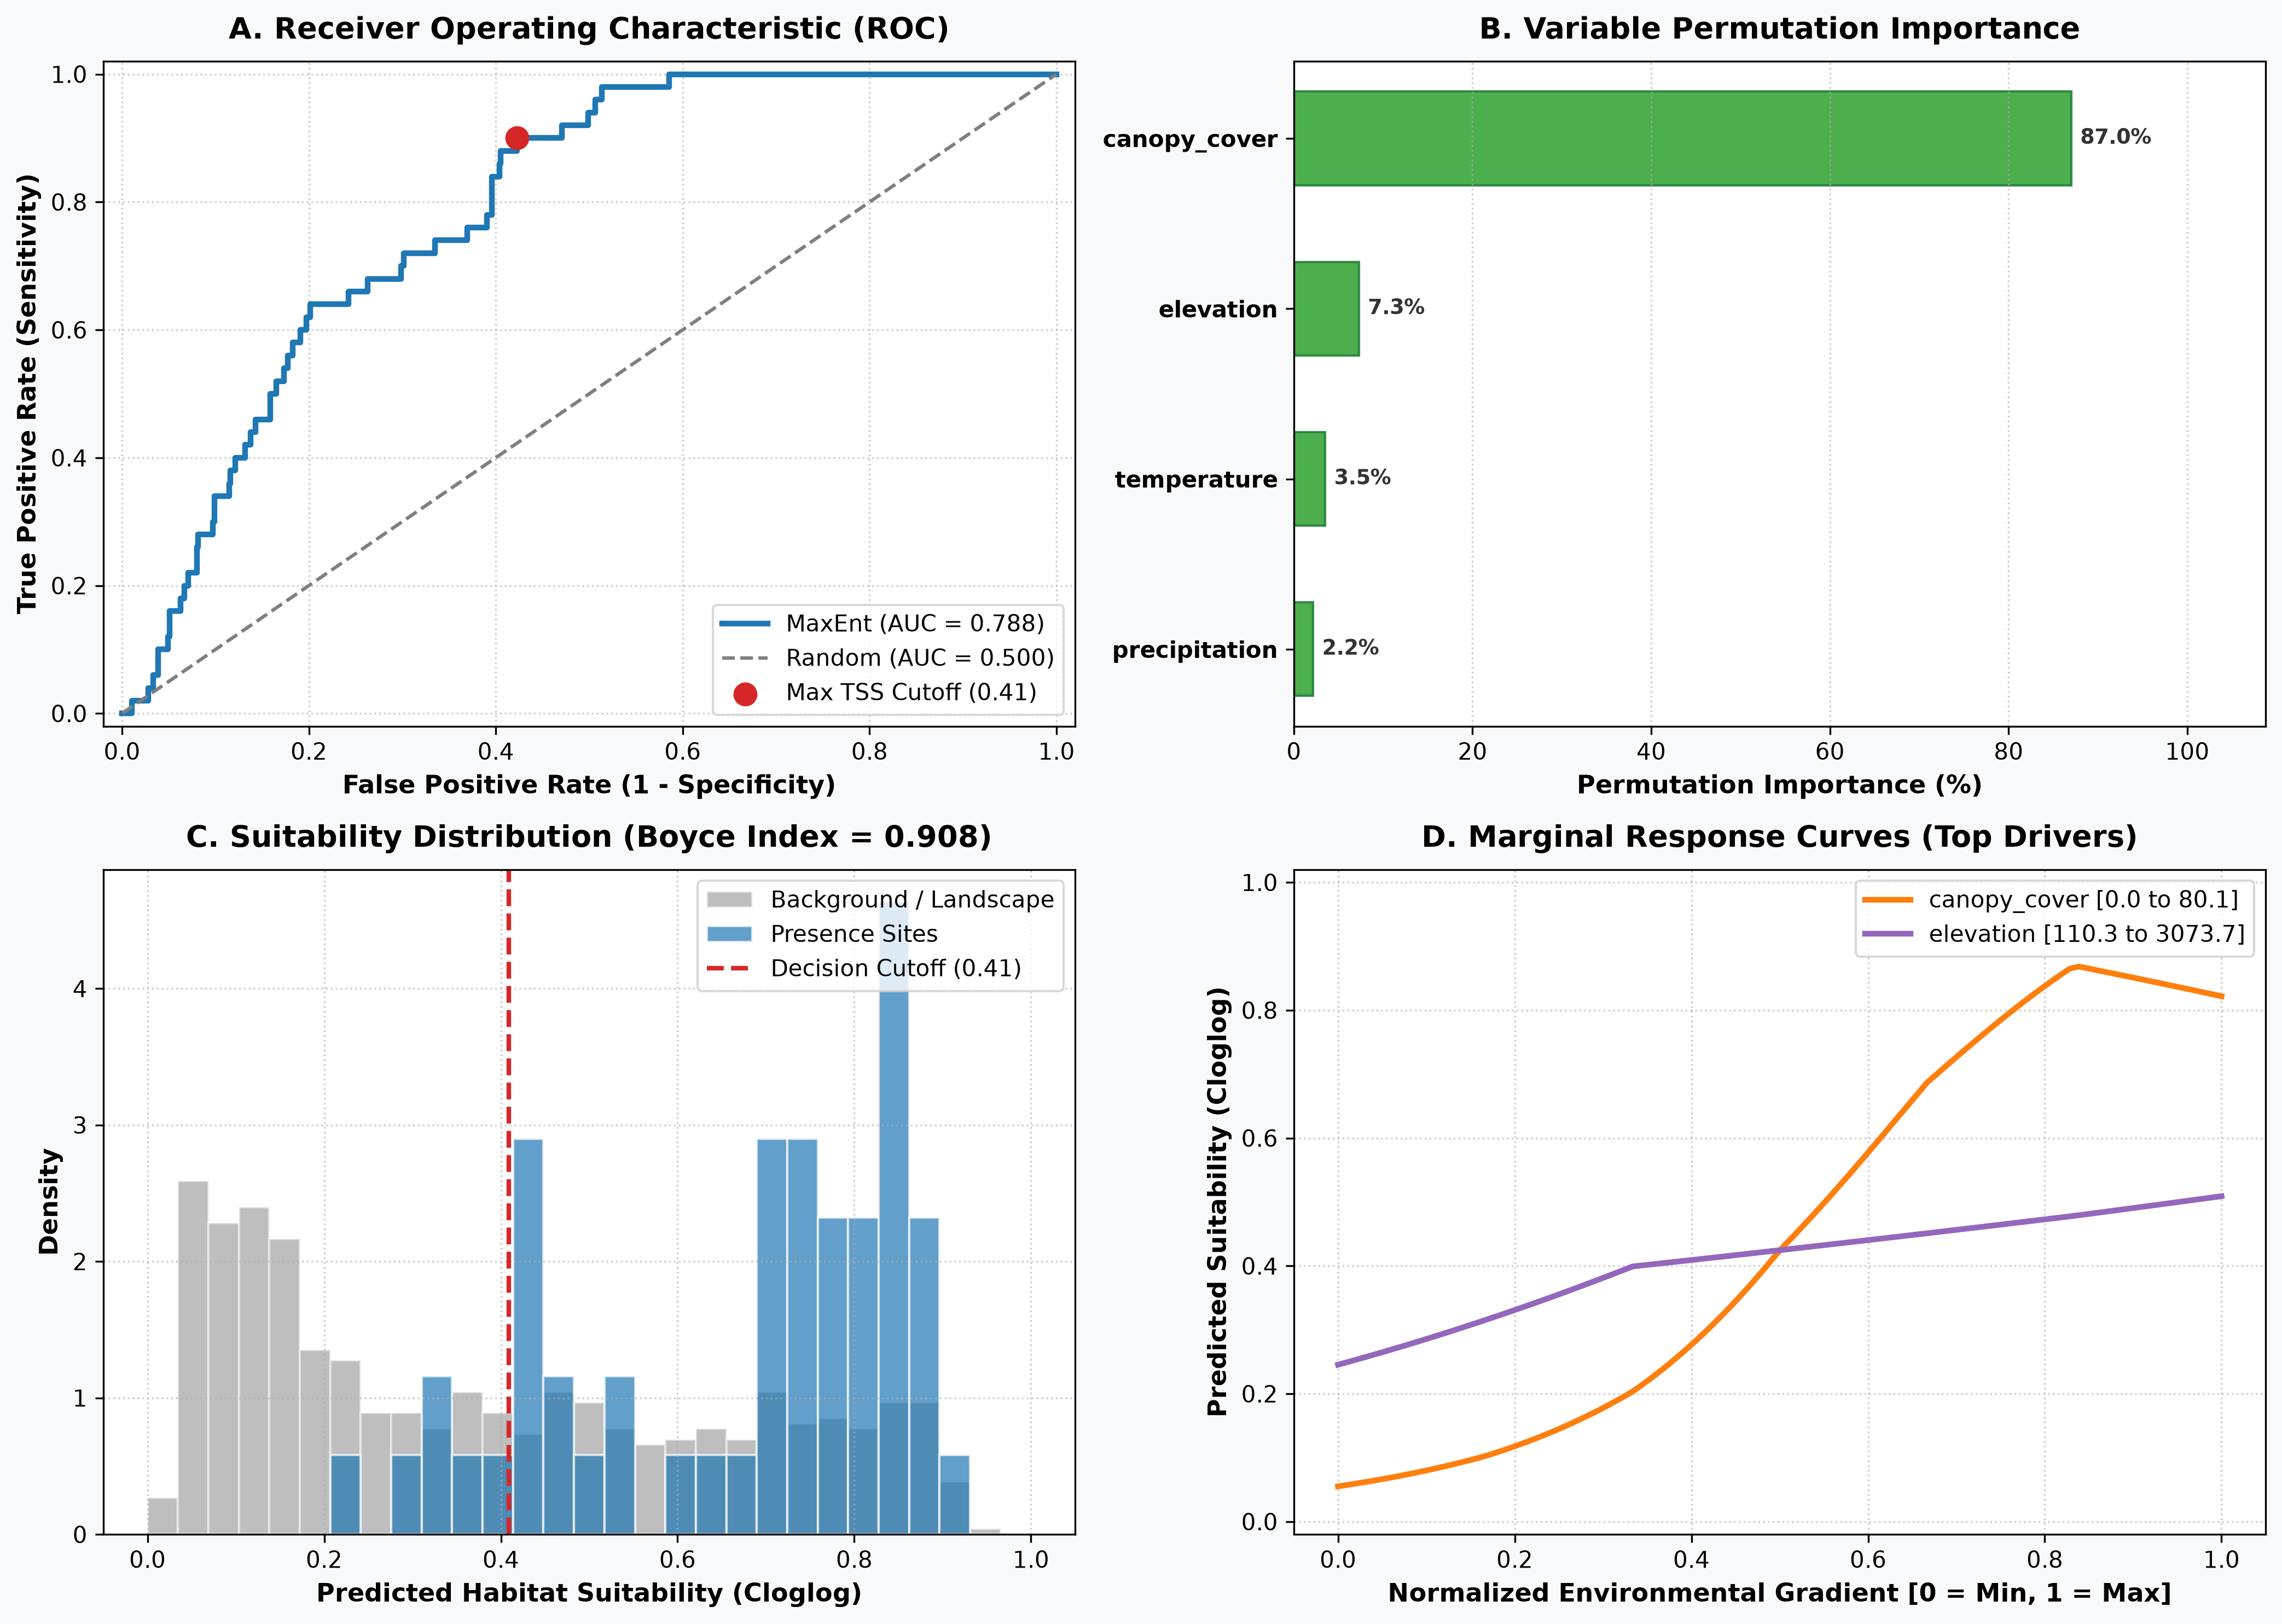 A. Receiver Operating Characteristic (ROC)
True Positive Rate (Sensitivity)
1.0
0.8
0.6
0.4
0.2
0.0
MaxEnt (AUC = 0.788)
Random (AUC = 0.500)
Max TSS Cutoff (0.41)
0.0 0.2 0.4 0.6 0.8 1.0
False Positive Rate (1 - Specificity)
B. Variable Permutation Importance
canopy_cover 87.0%
elevation 7.3%
temperature 3.5%
precipitation 2.2%
0 20 40 60 80 100
Permutation Importance (%)
C. Suitability Distribution (Boyce Index = 0.908)
Density
4
3
2
1
0
Background / Landscape
Presence Sites
Decision Cutoff (0.41)
0.0 0.2 0.4 0.6 0.8 1.0
Predicted Habitat Suitability (Cloglog)
D. Marginal Response Curves (Top Drivers)
Predicted Suitability (Cloglog)
1.0
0.8
0.6
0.4
0.2
0.0
canopy_cover [0.0 to 80.1]
elevation [110.3 to 3073.7]
0.0 0.2 0.4 0.6 0.8 1.0
Normalized Environmental Gradient [0 = Min, 1 = Max]